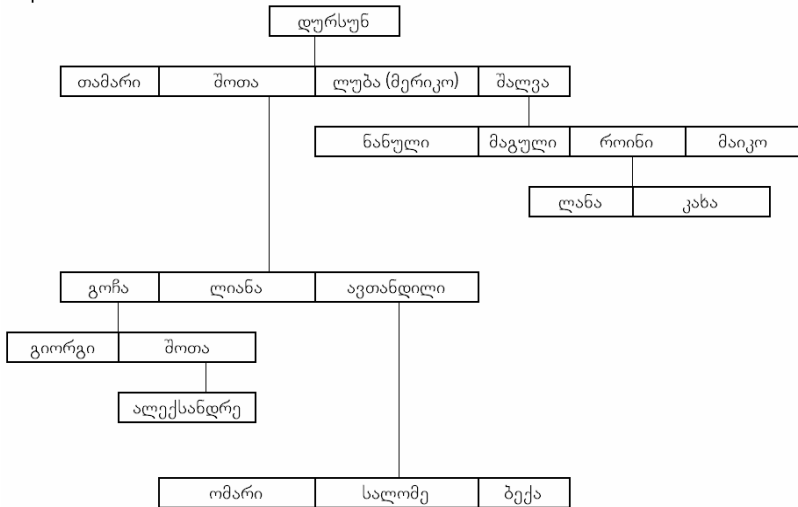 დურსუნ
თამარი შოთა ლუბა (მერიკო) შალვა
ნანული მაგული როინი მაიკო
ლანა კახა
გოჩა ლიანა ავთანდილი
გიორგი შოთა
ალექსანდრე
ომარი სალომე ბექა